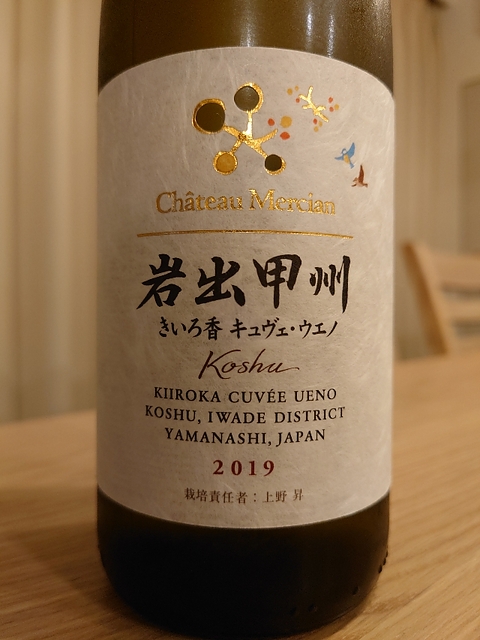 Château Mercian
岩出甲州
きいろ香 キュヴェ・ウエノ
Koshu
KIIROKA CUVÉE UENO
KOSHU, IWADE DISTRICT
YAMANASHI, JAPAN
2019
栽培責任者：上野 昇